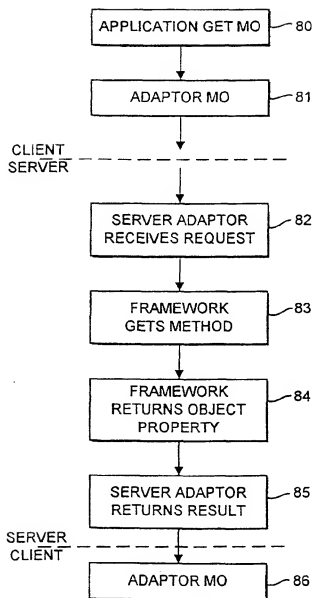 APPLICATION GET MO 80
ADAPTOR MO 81
CLIENT
SERVER
SERVER ADAPTOR
RECEIVES REQUEST 82
FRAMEWORK
GETS METHOD 83
FRAMEWORK
RETURNS OBJECT
PROPERTY 84
SERVER ADAPTOR
RETURNS RESULT 85
SERVER
CLIENT
ADAPTOR MO 86